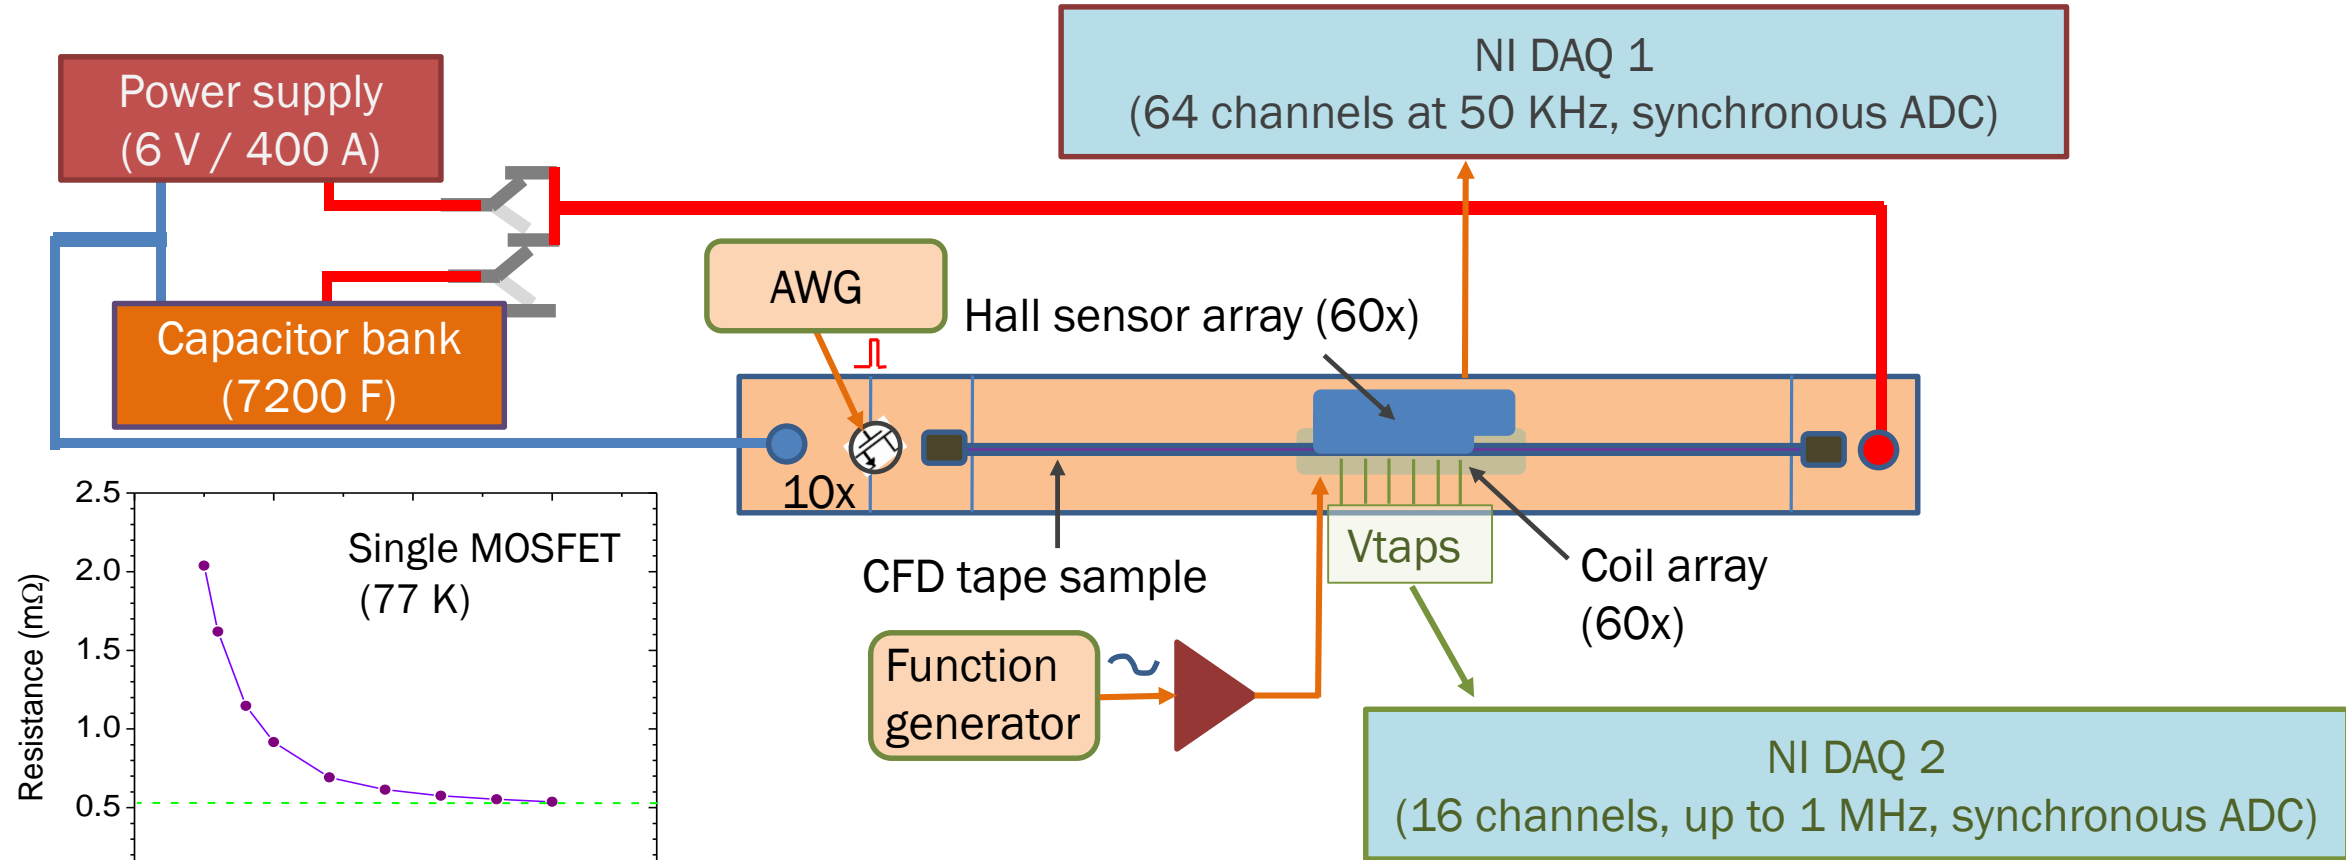 Power supply
(6 V / 400 A)
NI DAQ 1
(64 channels at 50 KHz, synchronous ADC)
Capacitor bank
(7200 F)
AWG
Hall sensor array (60x)
10x
CFD tape sample
Vtaps
Coil array
(60x)
Function
generator
NI DAQ 2
(16 channels, up to 1 MHz, synchronous ADC)
Single MOSFET
(77 K)
Resistance (mΩ)
2.5
2.0
1.5
1.0
0.5